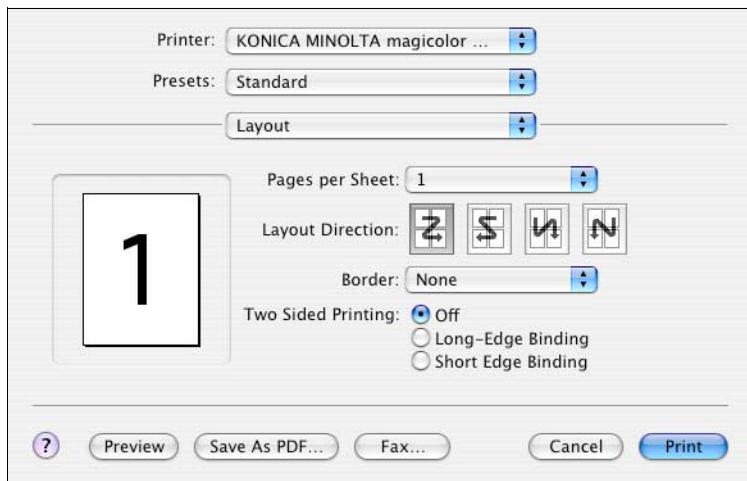 Printer: KONICA MINOLTA magicolor ...
Presets: Standard
Layout
Pages per Sheet: 1
1
Layout Direction:
Border: None
Two Sided Printing: Off
Long-Edge Binding
Short Edge Binding
? Preview Save As PDF... Fax... Cancel Print